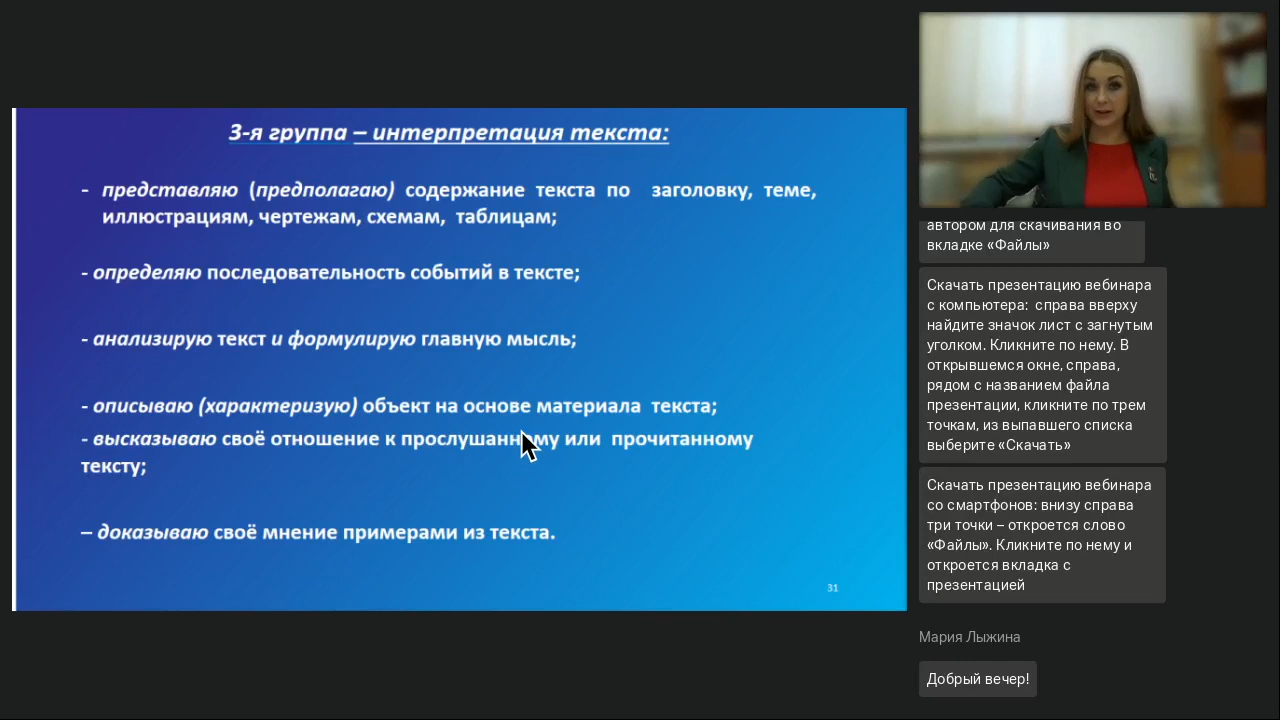 3-я группа – интерпретация текста:
- представляю (предполагаю) содержание текста по заголовку, теме,
иллюстрациям, чертежам, схемам, таблицам;
- определяю последовательность событий в тексте;
- анализирую текст и формулирую главную мысль;
- описываю (характеризую) объект на основе материала текста;
- высказываю своё отношение к прослушанному или прочитанному
тексту;
– доказываю своё мнение примерами из текста.
31
автором для скачивания во
вкладке «Файлы»
Скачать презентацию вебинара
с компьютера: справа вверху
найдите значок лист с загнутым
уголком. Кликните по нему. В
открывшемся окне, справа,
рядом с названием файла
презентации, кликните по трем
точкам, из выпавшего списка
выберите «Скачать»
Скачать презентацию вебинара
со смартфонов: внизу справа
три точки – откроется слово
«Файлы». Кликните по нему и
откроется вкладка с
презентацией
Мария Лыжина
Добрый вечер!